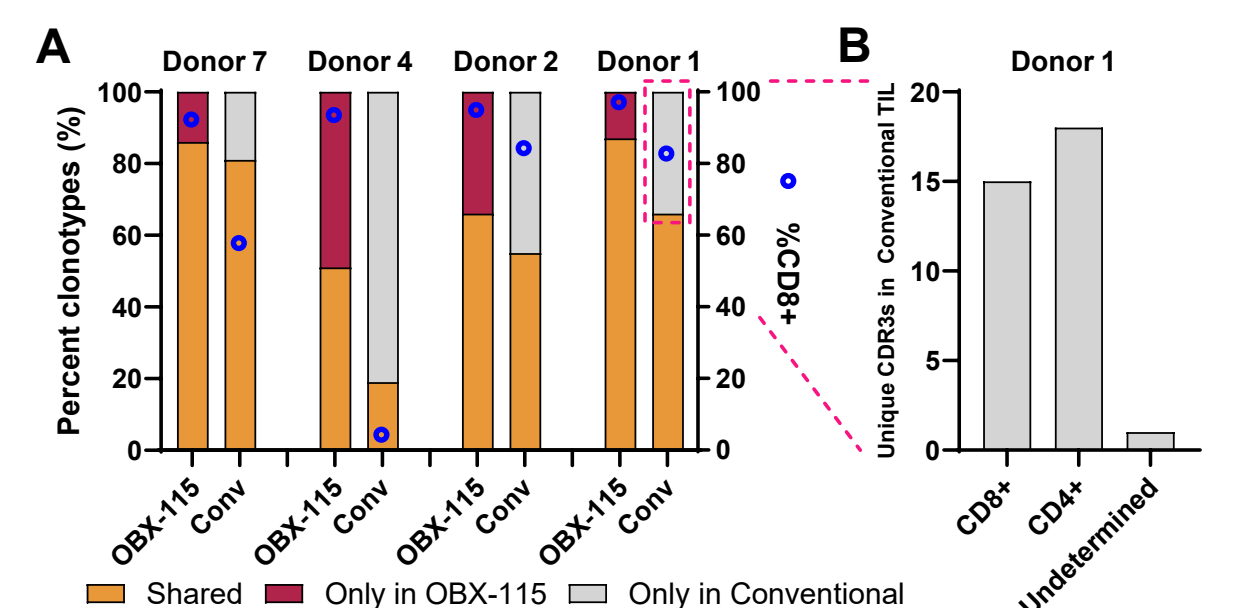 A
B
Donor 7
Donor 4
Donor 2
Donor 1
Donor 1
Percent clonotypes (%)
100
80
60
40
20
0
100
80
60
40
20
0
%CD8+
Unique CDR3s in Conventional TIL
20
15
10
5
0
OBX-115
Conv
OBX-115
Conv
OBX-115
Conv
OBX-115
Conv
CD8+
CD4+
Undetermined
Shared
Only in OBX-115
Only in Conventional